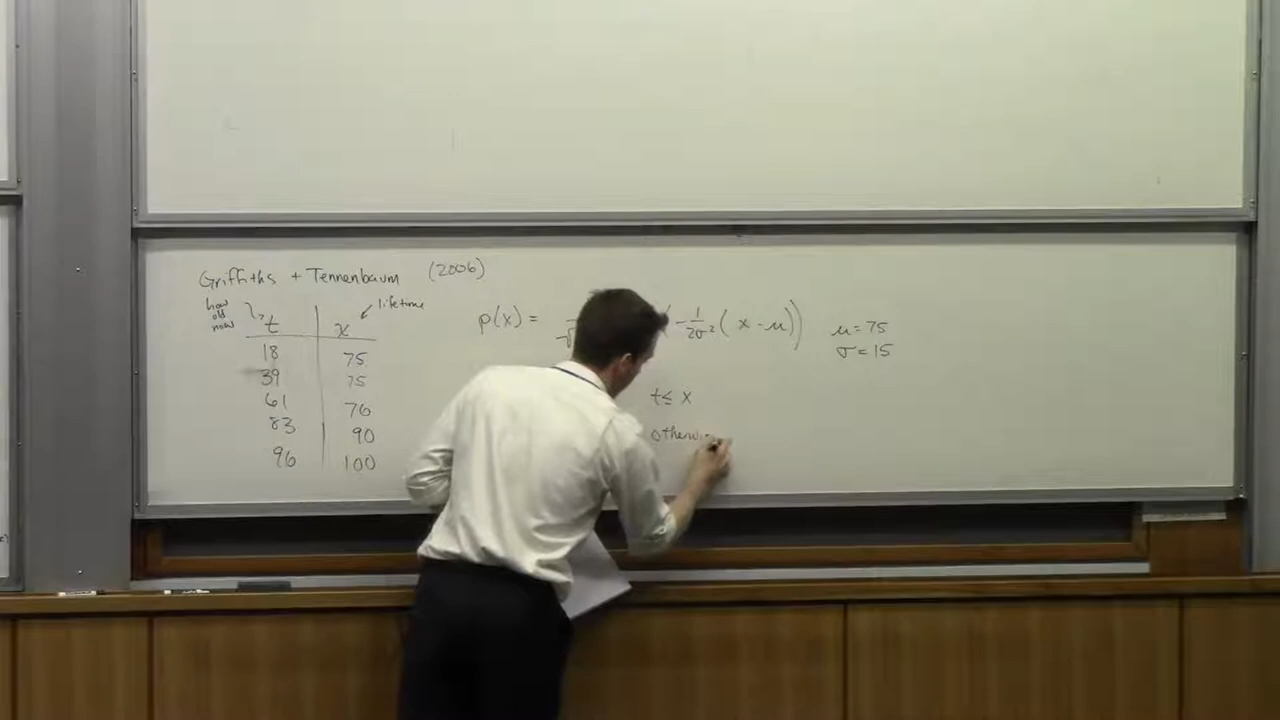 Griffiths + Tennenbaum (2006)
how old now
lifetime
t x
18 75
39 75
61 76
83 90
96 100
p(x) =
-1/2σ² ( x - μ))
μ = 75
σ = 15
t ≤ x
otherwi